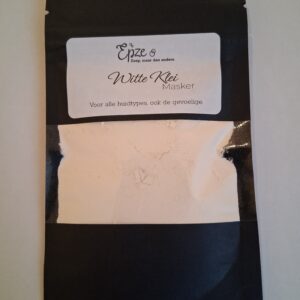 't Epze
Zeep, maar dan anders
Witte Klei
Masker
Voor alle huidtypes, ook de gevoelige.